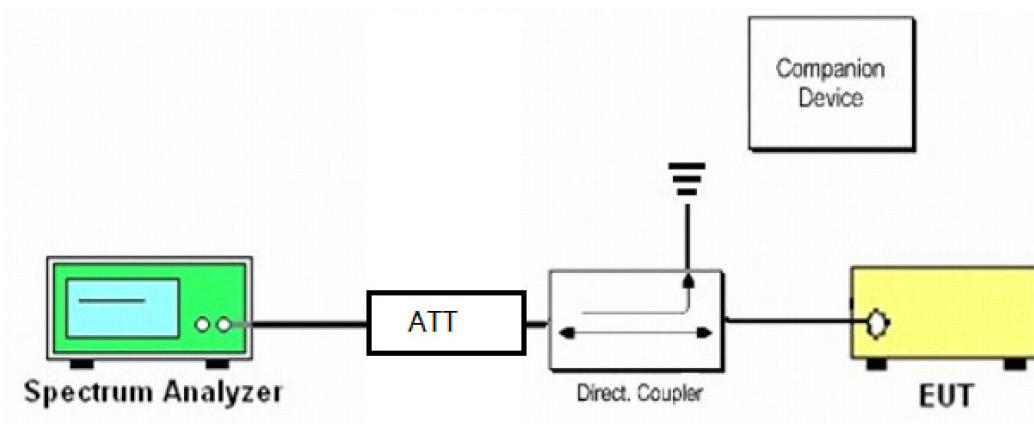 Companion
Device
ATT
Spectrum Analyzer
Direct. Coupler
EUT